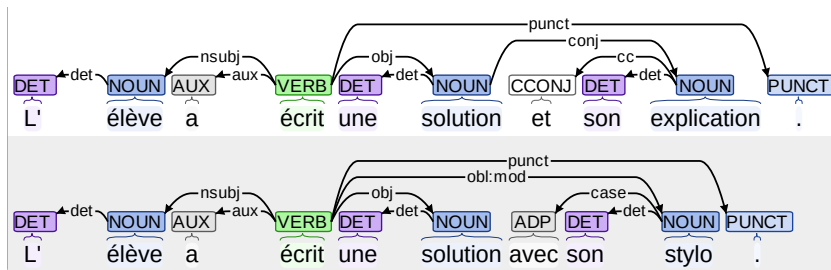 punct
conj
nsubj obj cc
det aux det det
DET NOUN AUX VERB DET NOUN CCONJ DET NOUN PUNCT
L' élève a écrit une solution et son explication .
punct
obl:mod
nsubj obj case
det aux det det
DET NOUN AUX VERB DET NOUN ADP DET NOUN PUNCT
L' élève a écrit une solution avec son stylo .